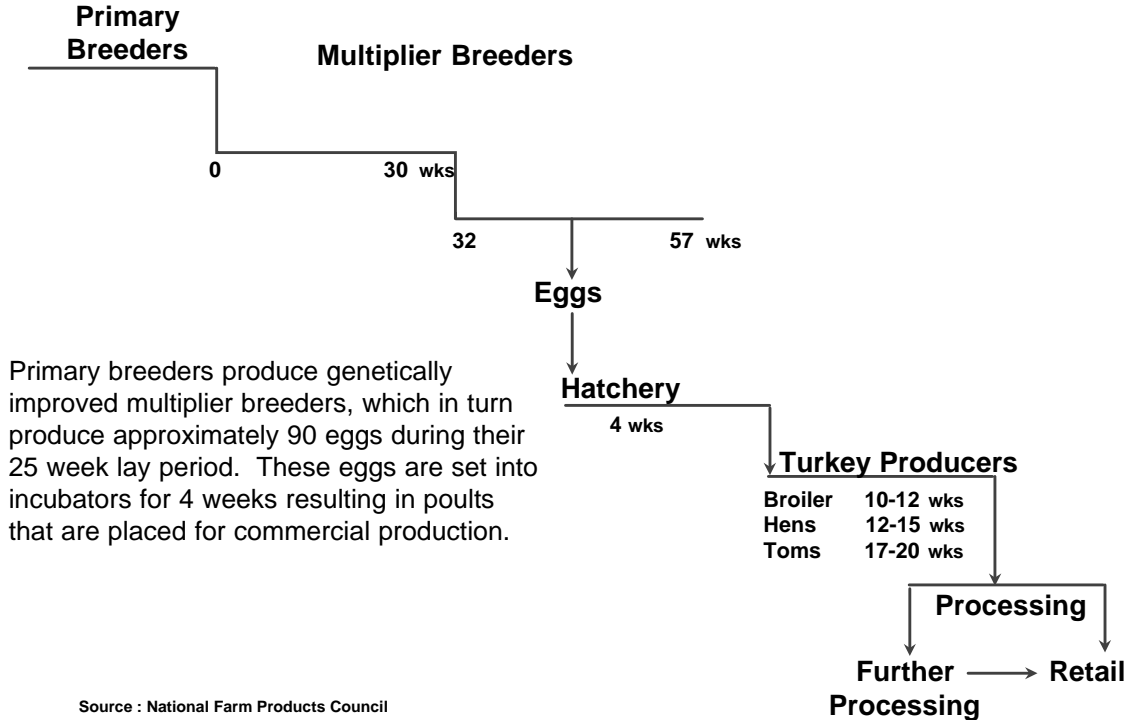 Primary
Breeders
Multiplier Breeders
0
30 wks
32
57 wks
Eggs
Primary breeders produce genetically
improved multiplier breeders, which in turn
produce approximately 90 eggs during their
25 week lay period. These eggs are set into
incubators for 4 weeks resulting in poults
that are placed for commercial production.
Hatchery
4 wks
Turkey Producers
Broiler 10-12 wks
Hens 12-15 wks
Toms 17-20 wks
Processing
Further
Processing
Retail
Source : National Farm Products Council